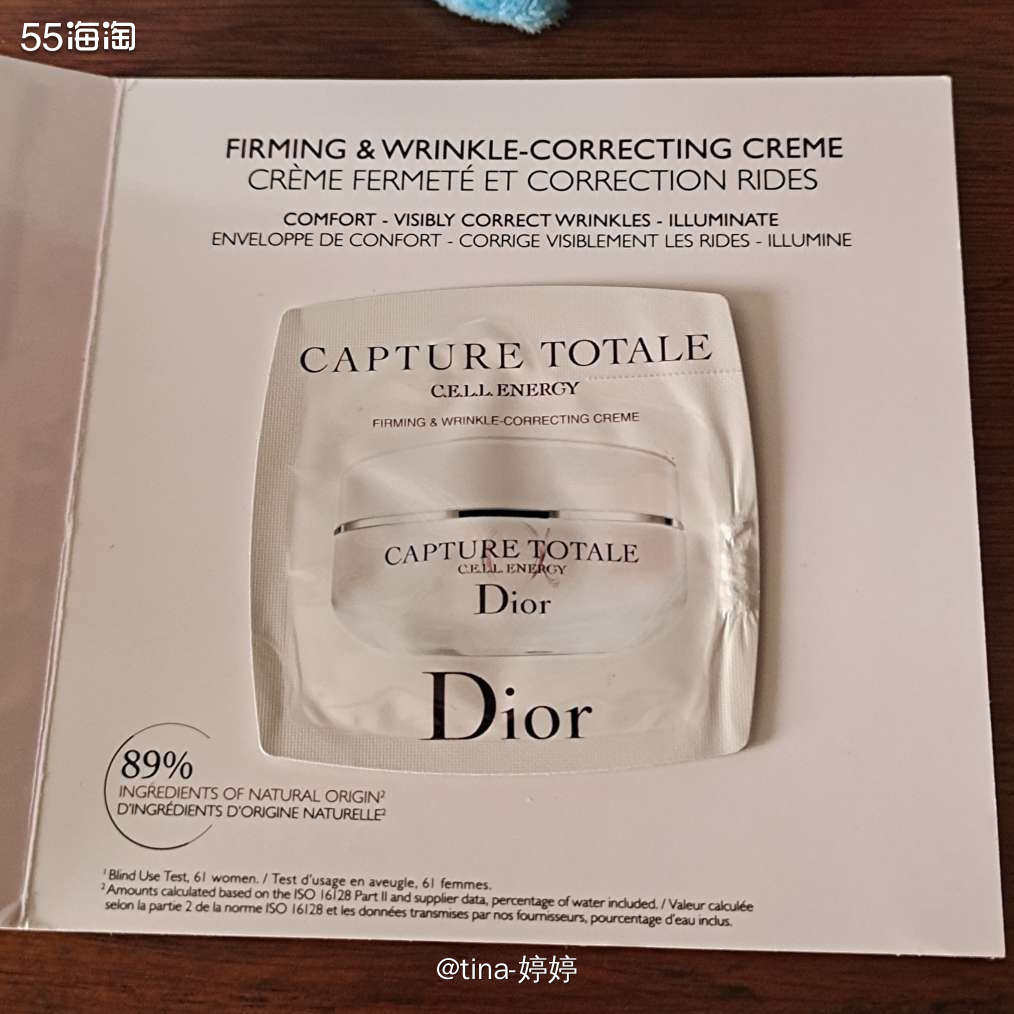 55海淘
FIRMING & WRINKLE-CORRECTING CREME
CRÈME FERMETÉ ET CORRECTION RIDES
COMFORT - VISIBLY CORRECT WRINKLES - ILLUMINATE
ENVELOPPE DE CONFORT - CORRIGE VISIBLEMENT LES RIDES - ILLUMINE
CAPTURE TOTALE
C.E.L.L. ENERGY
FIRMING & WRINKLE-CORRECTING CREME
CAPTURE TOTALE
C.E.L.L. ENERGY
Dior
Dior
89%
INGREDIENTS OF NATURAL ORIGIN²
D'INGRÉDIENTS D'ORIGINE NATURELLE²
¹ Blind Use Test, 61 women. / Test d'usage en aveugle, 61 femmes.
² Amounts calculated based on the ISO 16128 Part II and supplier data, percentage of water included. / Valeur calculée
selon la partie 2 de la norme ISO 16128 et les données transmises par nos fournisseurs, pourcentage d'eau inclus.
@tina-婷婷